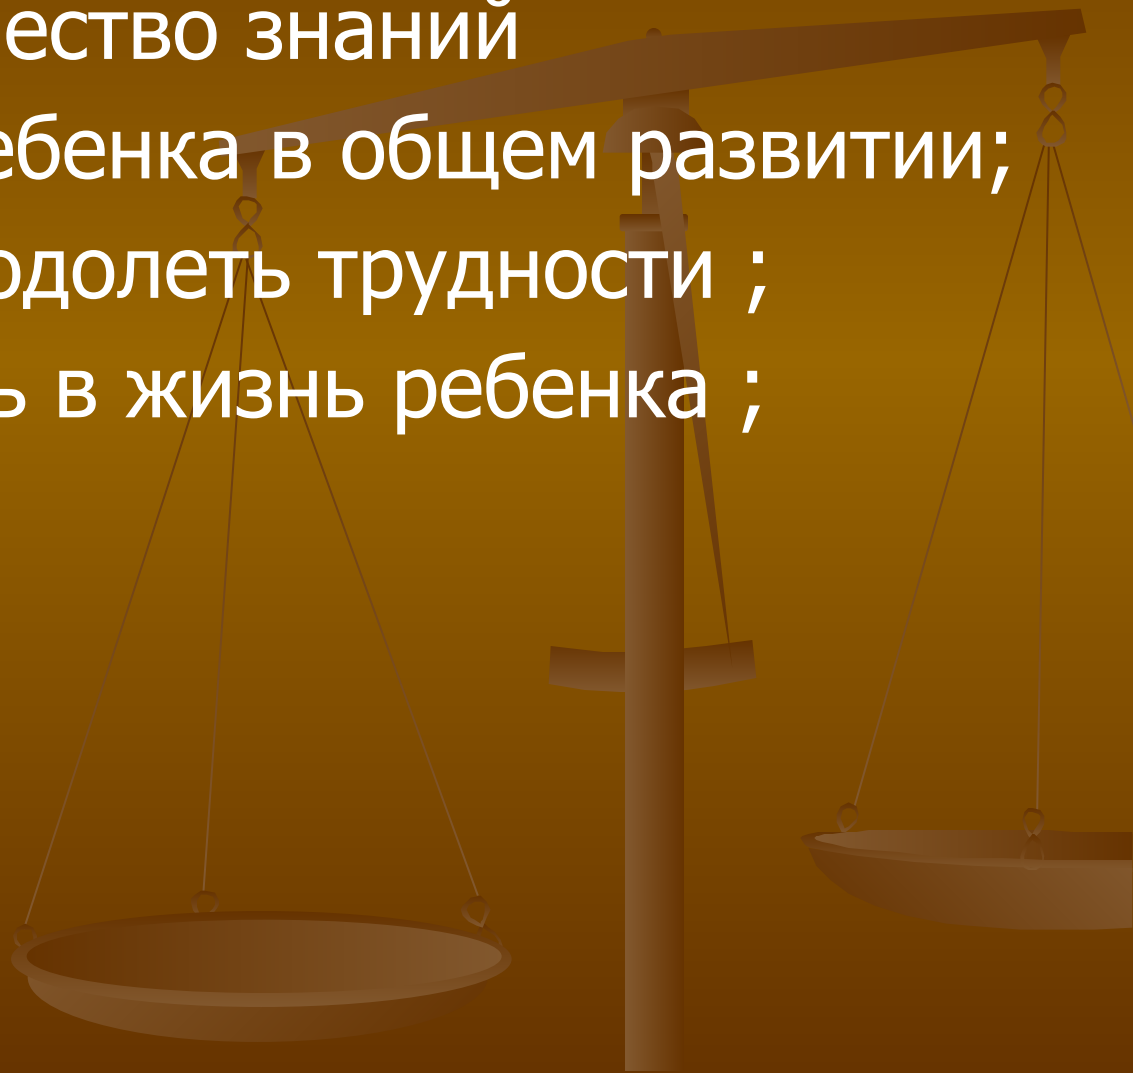 ество знаний
ебенка в общем развитии;
одолеть трудности ;
ь в жизнь ребенка ;